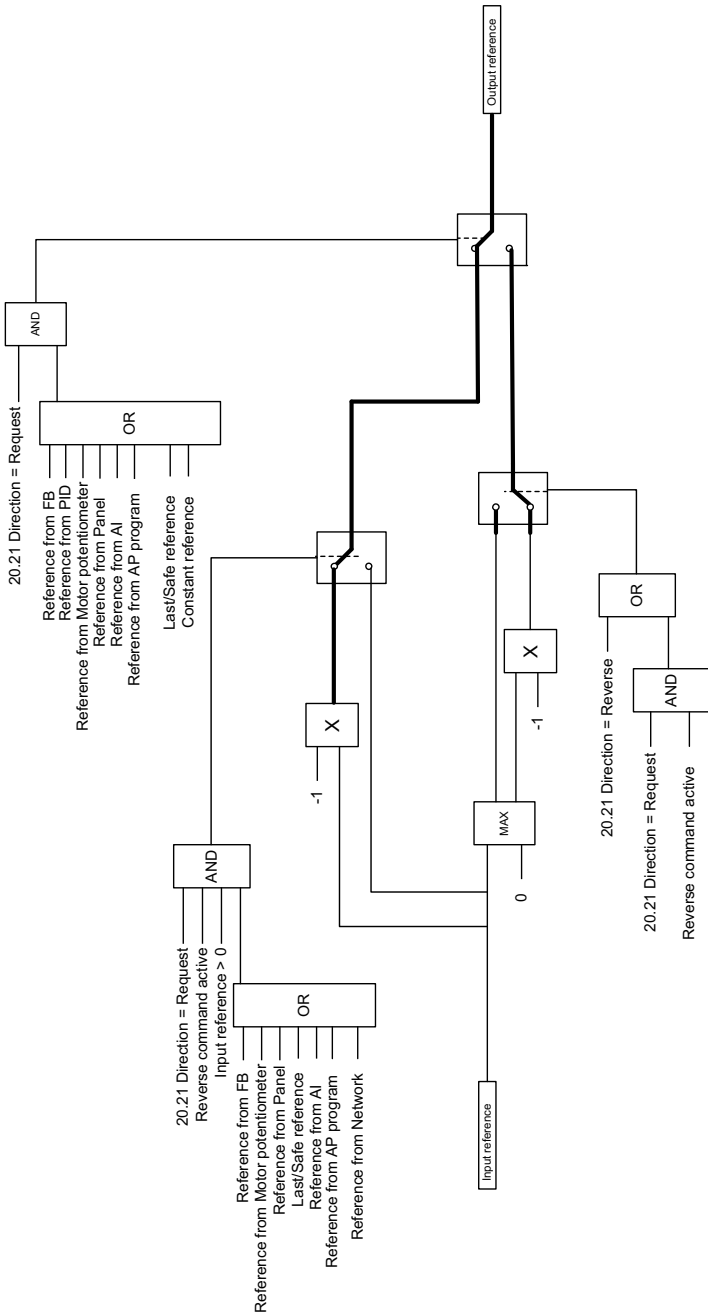 20.21 Direction = Request
AND
Reference from FB
Reference from PID
Reference from Motor potentiometer
Reference from Panel
Reference from AI
Reference from AP program
Last/Safe reference
Constant reference
OR
20.21 Direction = Request
Reverse command active
Input reference > 0
AND
Reference from FB
Reference from Motor potentiometer
Reference from Panel
Last/Safe reference
Reference from AI
Reference from AP program
Reference from Network
OR
-1
X
Input reference
MAX
0
X
-1
Output reference
20.21 Direction = Reverse
OR
20.21 Direction = Request
Reverse command active
AND